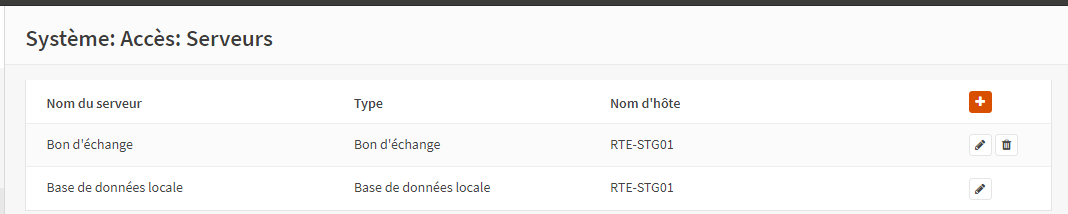 Système: Accès: Serveurs
Nom du serveur Type Nom d'hôte
Bon d'échange Bon d'échange RTE-STG01
Base de données locale Base de données locale RTE-STG01